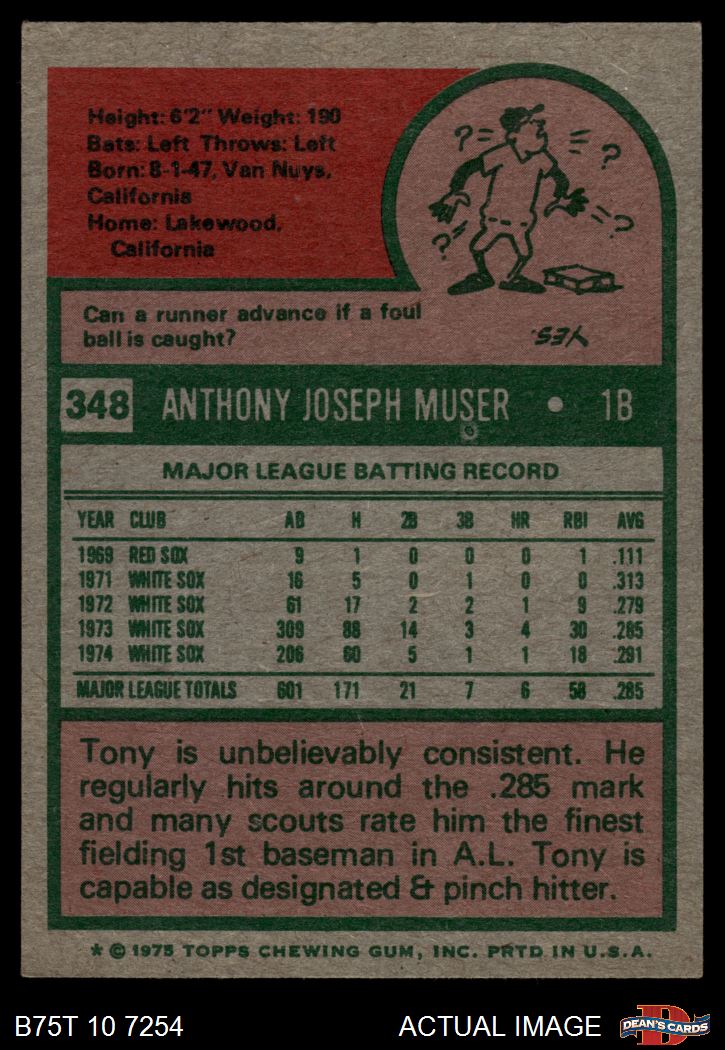 Height: 6'2" Weight: 190
Bats: Left Throws: Left
Born: 8-1-47, Van Nuys,
California
Home: Lakewood,
California
? ? ? ?
Can a runner advance if a foul
ball is caught?
YES.
348 ANTHONY JOSEPH MUSER • 1B
MAJOR LEAGUE BATTING RECORD
YEAR CLUB AB H 2B 3B HR RBI AVG
1969 RED SOX 9 1 0 0 0 1 .111
1971 WHITE SOX 16 5 0 1 0 0 .313
1972 WHITE SOX 61 17 2 2 1 9 .279
1973 WHITE SOX 309 88 14 3 4 30 .285
1974 WHITE SOX 206 60 5 1 1 18 .291
MAJOR LEAGUE TOTALS 601 171 21 7 6 58 .285
Tony is unbelievably consistent. He
regularly hits around the .285 mark
and many scouts rate him the finest
fielding 1st baseman in A.L. Tony is
capable as designated & pinch hitter.
* © 1975 TOPPS CHEWING GUM, INC. PRTD IN U.S.A.
B75T 10 7254 ACTUAL IMAGE D DEAN'S CARDS